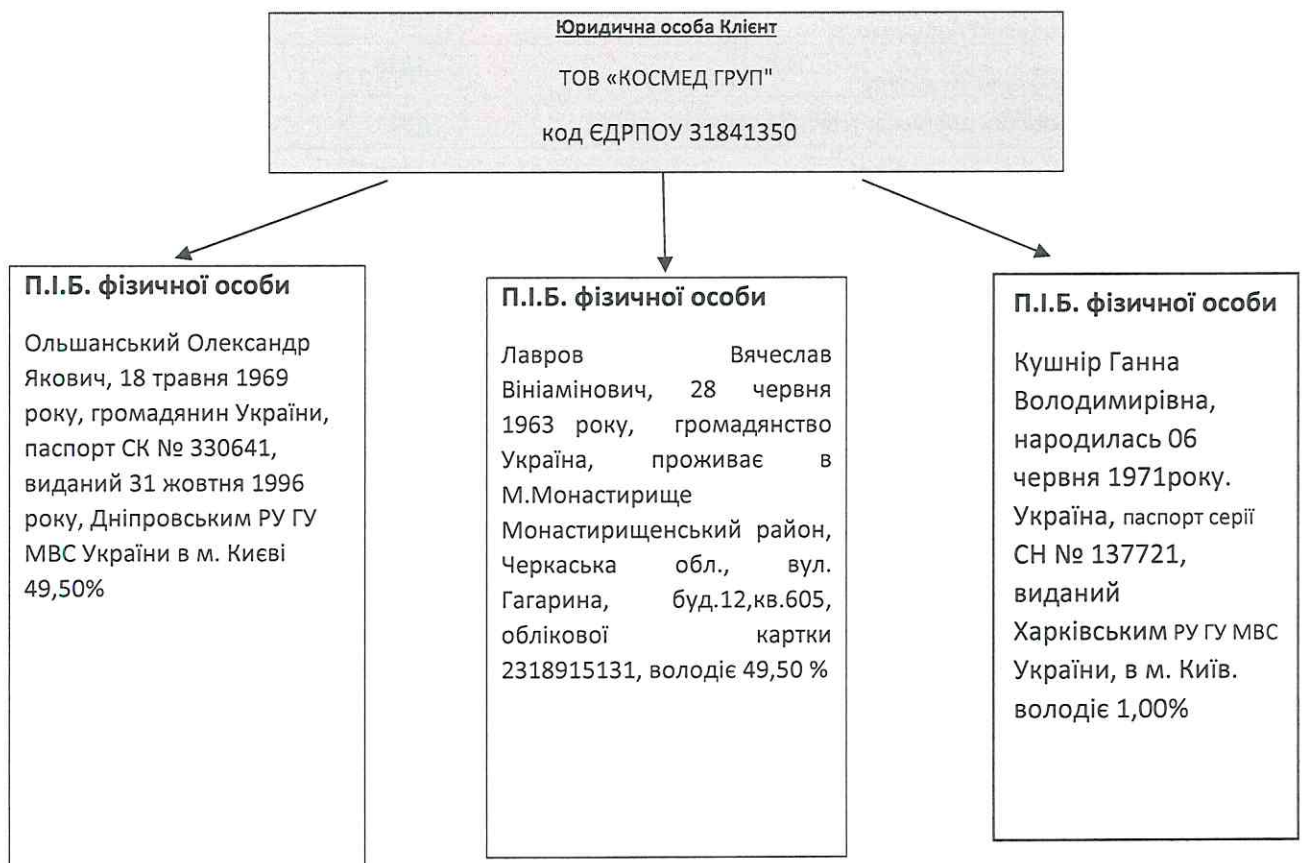 Юридична особа Клієнт
ТОВ «КОСМЕД ГРУП"
код ЄДРПОУ 31841350
П.І.Б. фізичної особи
Ольшанський Олександр
Якович, 18 травня 1969
року, громадянин України,
паспорт СК № 330641,
виданий 31 жовтня 1996
року, Дніпровським РУ ГУ
МВС України в м. Києві
49,50%
П.І.Б. фізичної особи
Лавров Вячеслав
Вініамінович, 28 червня
1963 року, громадянство
Україна, проживає в
М.Монастирище
Монастирищенський район,
Черкаська обл., вул.
Гагарина, буд.12,кв.605,
облікової картки
2318915131, володіє 49,50 %
П.І.Б. фізичної особи
Кушнір Ганна
Володимирівна,
народилась 06
червня 1971року.
Україна, паспорт серії
СН № 137721,
виданий
Харківським РУ ГУ МВС
України, в м. Київ.
володіє 1,00%